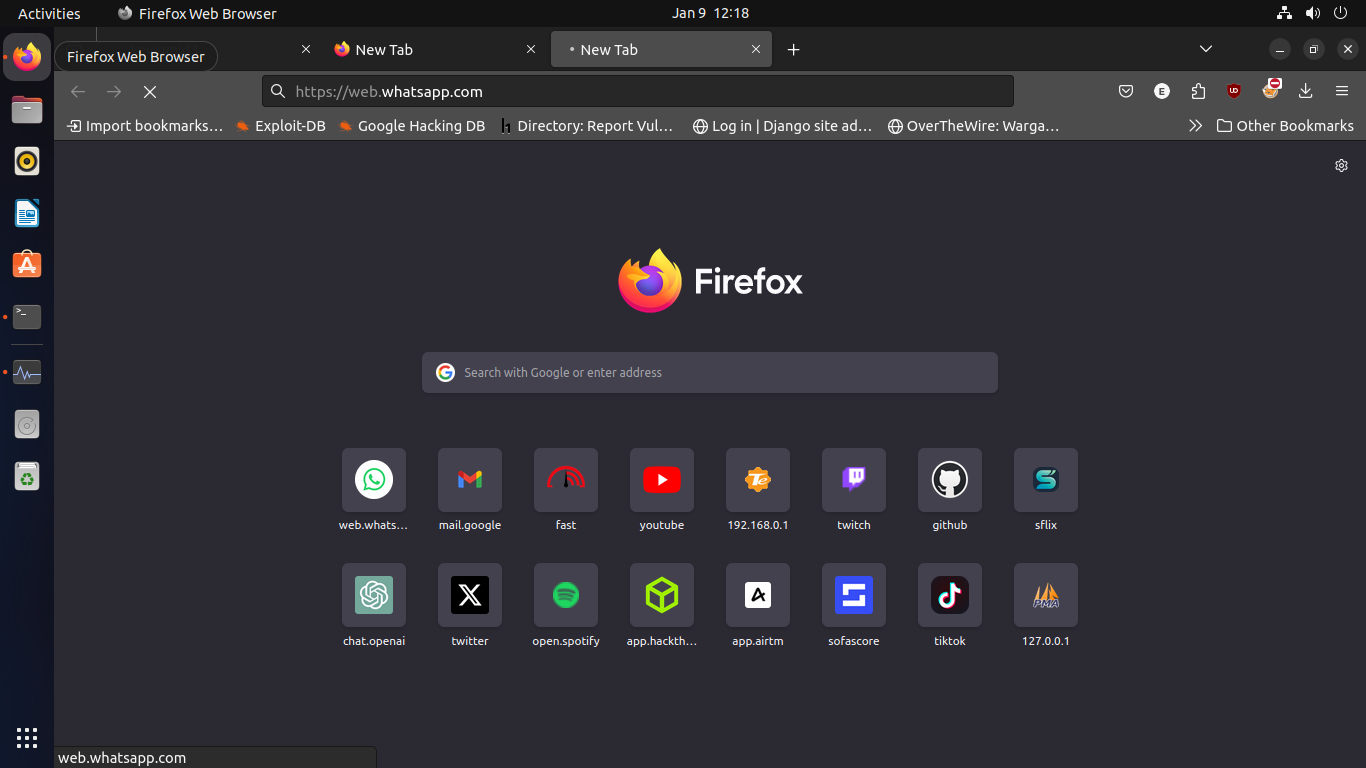 Activities Firefox Web Browser Jan 9 12:18
Firefox Web Browser New Tab New Tab
https://web.whatsapp.com E UD
Import bookmarks… Exploit-DB Google Hacking DB Directory: Report Vul… Log in | Django site ad… OverTheWire: Warga… Other Bookmarks
Firefox
Search with Google or enter address
web.whats… mail.google fast youtube 192.168.0.1 twitch github sflix
chat.openai twitter open.spotify app.hackth… app.airtm sofascore tiktok 127.0.0.1
web.whatsapp.com